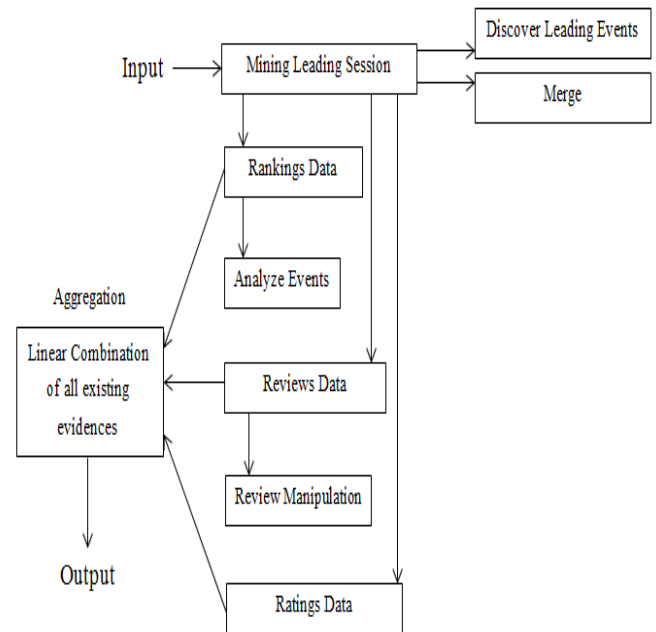 Discover Leading Events
Input
Mining Leading Session
Merge
Rankings Data
Analyze Events
Aggregation
Linear Combination
of all existing
evidences
Reviews Data
Review Manipulation
Output
Ratings Data